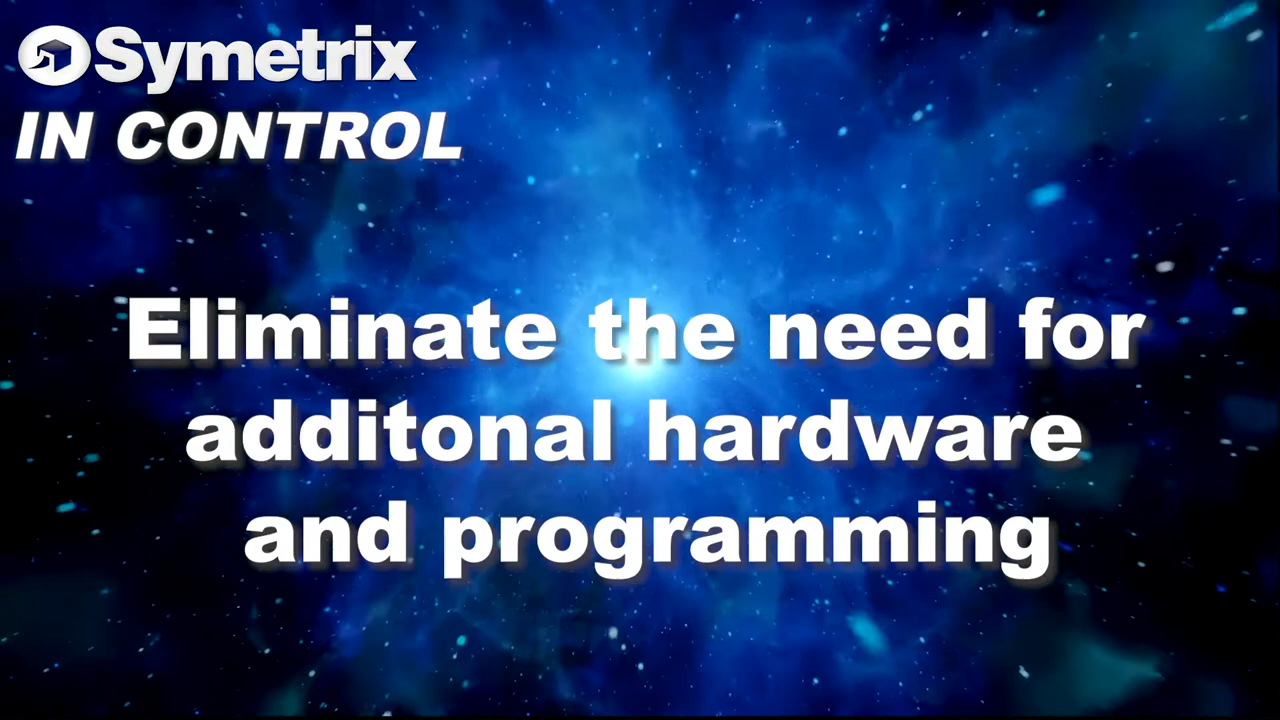 Symetrix
IN CONTROL
Eliminate the need for
additonal hardware
and programming